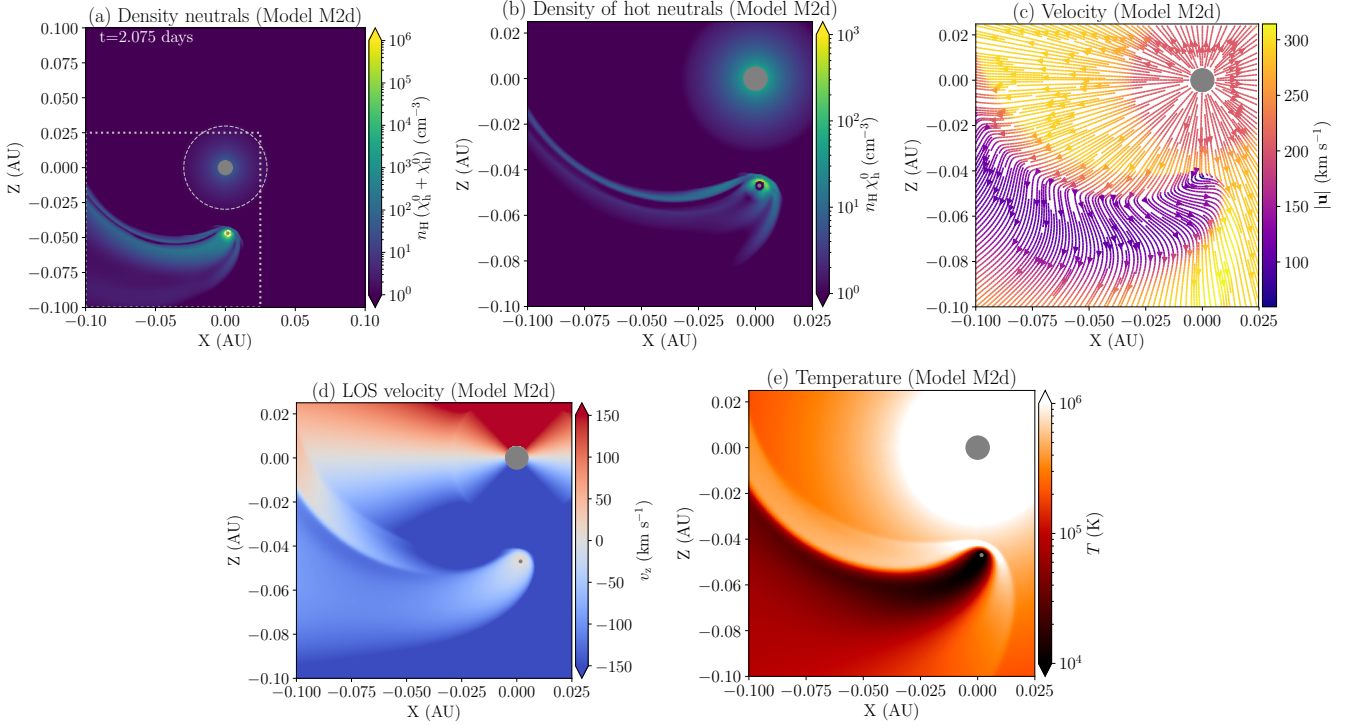 (a) Density neutrals (Model M2d)
t=2.075 days
0.100
0.075
0.050
0.025
0.000
−0.025
−0.050
−0.075
−0.100
Z (AU)
−0.10 −0.05 0.00 0.05 0.10
X (AU)
10^6
10^5
10^4
10^3
10^2
10^1
10^0
n_H(χ_h^0 + χ_c^0) (cm^−3)
(b) Density of hot neutrals (Model M2d)
0.02
0.00
−0.02
−0.04
−0.06
−0.08
−0.10
Z (AU)
−0.100 −0.075 −0.050 −0.025 0.000 0.025
X (AU)
10^3
10^2
10^1
10^0
n_H χ_h^0 (cm^−3)
(c) Velocity (Model M2d)
0.02
0.00
−0.02
−0.04
−0.06
−0.08
−0.10
Z (AU)
−0.100 −0.075 −0.050 −0.025 0.000 0.025
X (AU)
300
250
200
150
100
|u| (km s^−1)
(d) LOS velocity (Model M2d)
0.02
0.00
−0.02
−0.04
−0.06
−0.08
−0.10
Z (AU)
−0.100 −0.075 −0.050 −0.025 0.000 0.025
X (AU)
150
100
50
0
−50
−100
−150
v_z (km s^−1)
(e) Temperature (Model M2d)
0.02
0.00
−0.02
−0.04
−0.06
−0.08
−0.10
Z (AU)
−0.100 −0.075 −0.050 −0.025 0.000 0.025
X (AU)
10^6
10^5
10^4
T (K)